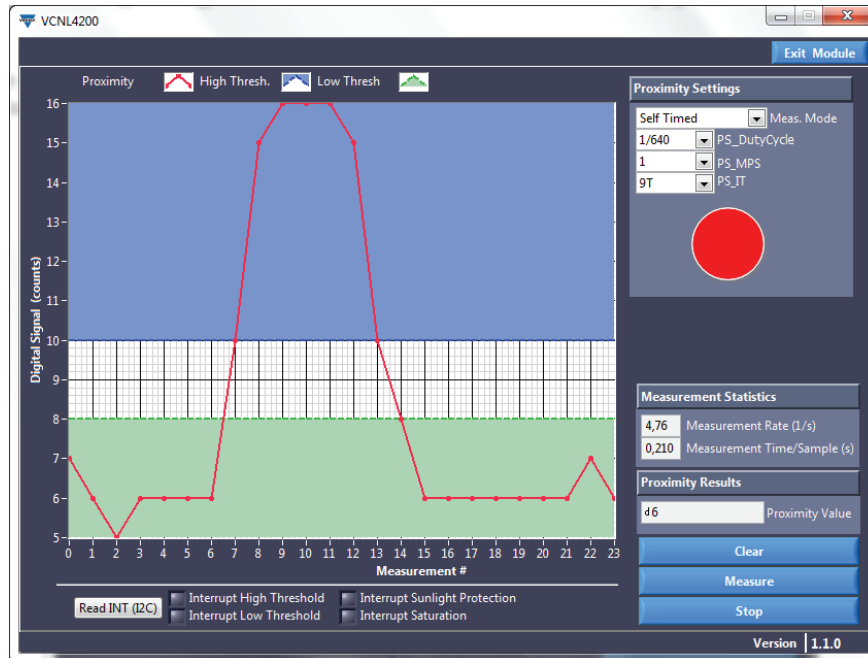 VCNL4200
Exit Module
Proximity High Thresh. Low Thresh
Proximity Settings
Self Timed Meas. Mode
1/640 PS_DutyCycle
1 PS_MPS
9T PS_IT
Digital Signal (counts)
16
15
14
13
12
11
10
9
8
7
6
5
0 1 2 3 4 5 6 7 8 9 10 11 12 13 14 15 16 17 18 19 20 21 22 23
Measurement #
Measurement Statistics
4,76 Measurement Rate (1/s)
0,210 Measurement Time/Sample (s)
Proximity Results
d 6 Proximity Value
Clear
Measure
Stop
Read INT (I2C)
Interrupt High Threshold Interrupt Sunlight Protection
Interrupt Low Threshold Interrupt Saturation
Version 1.1.0